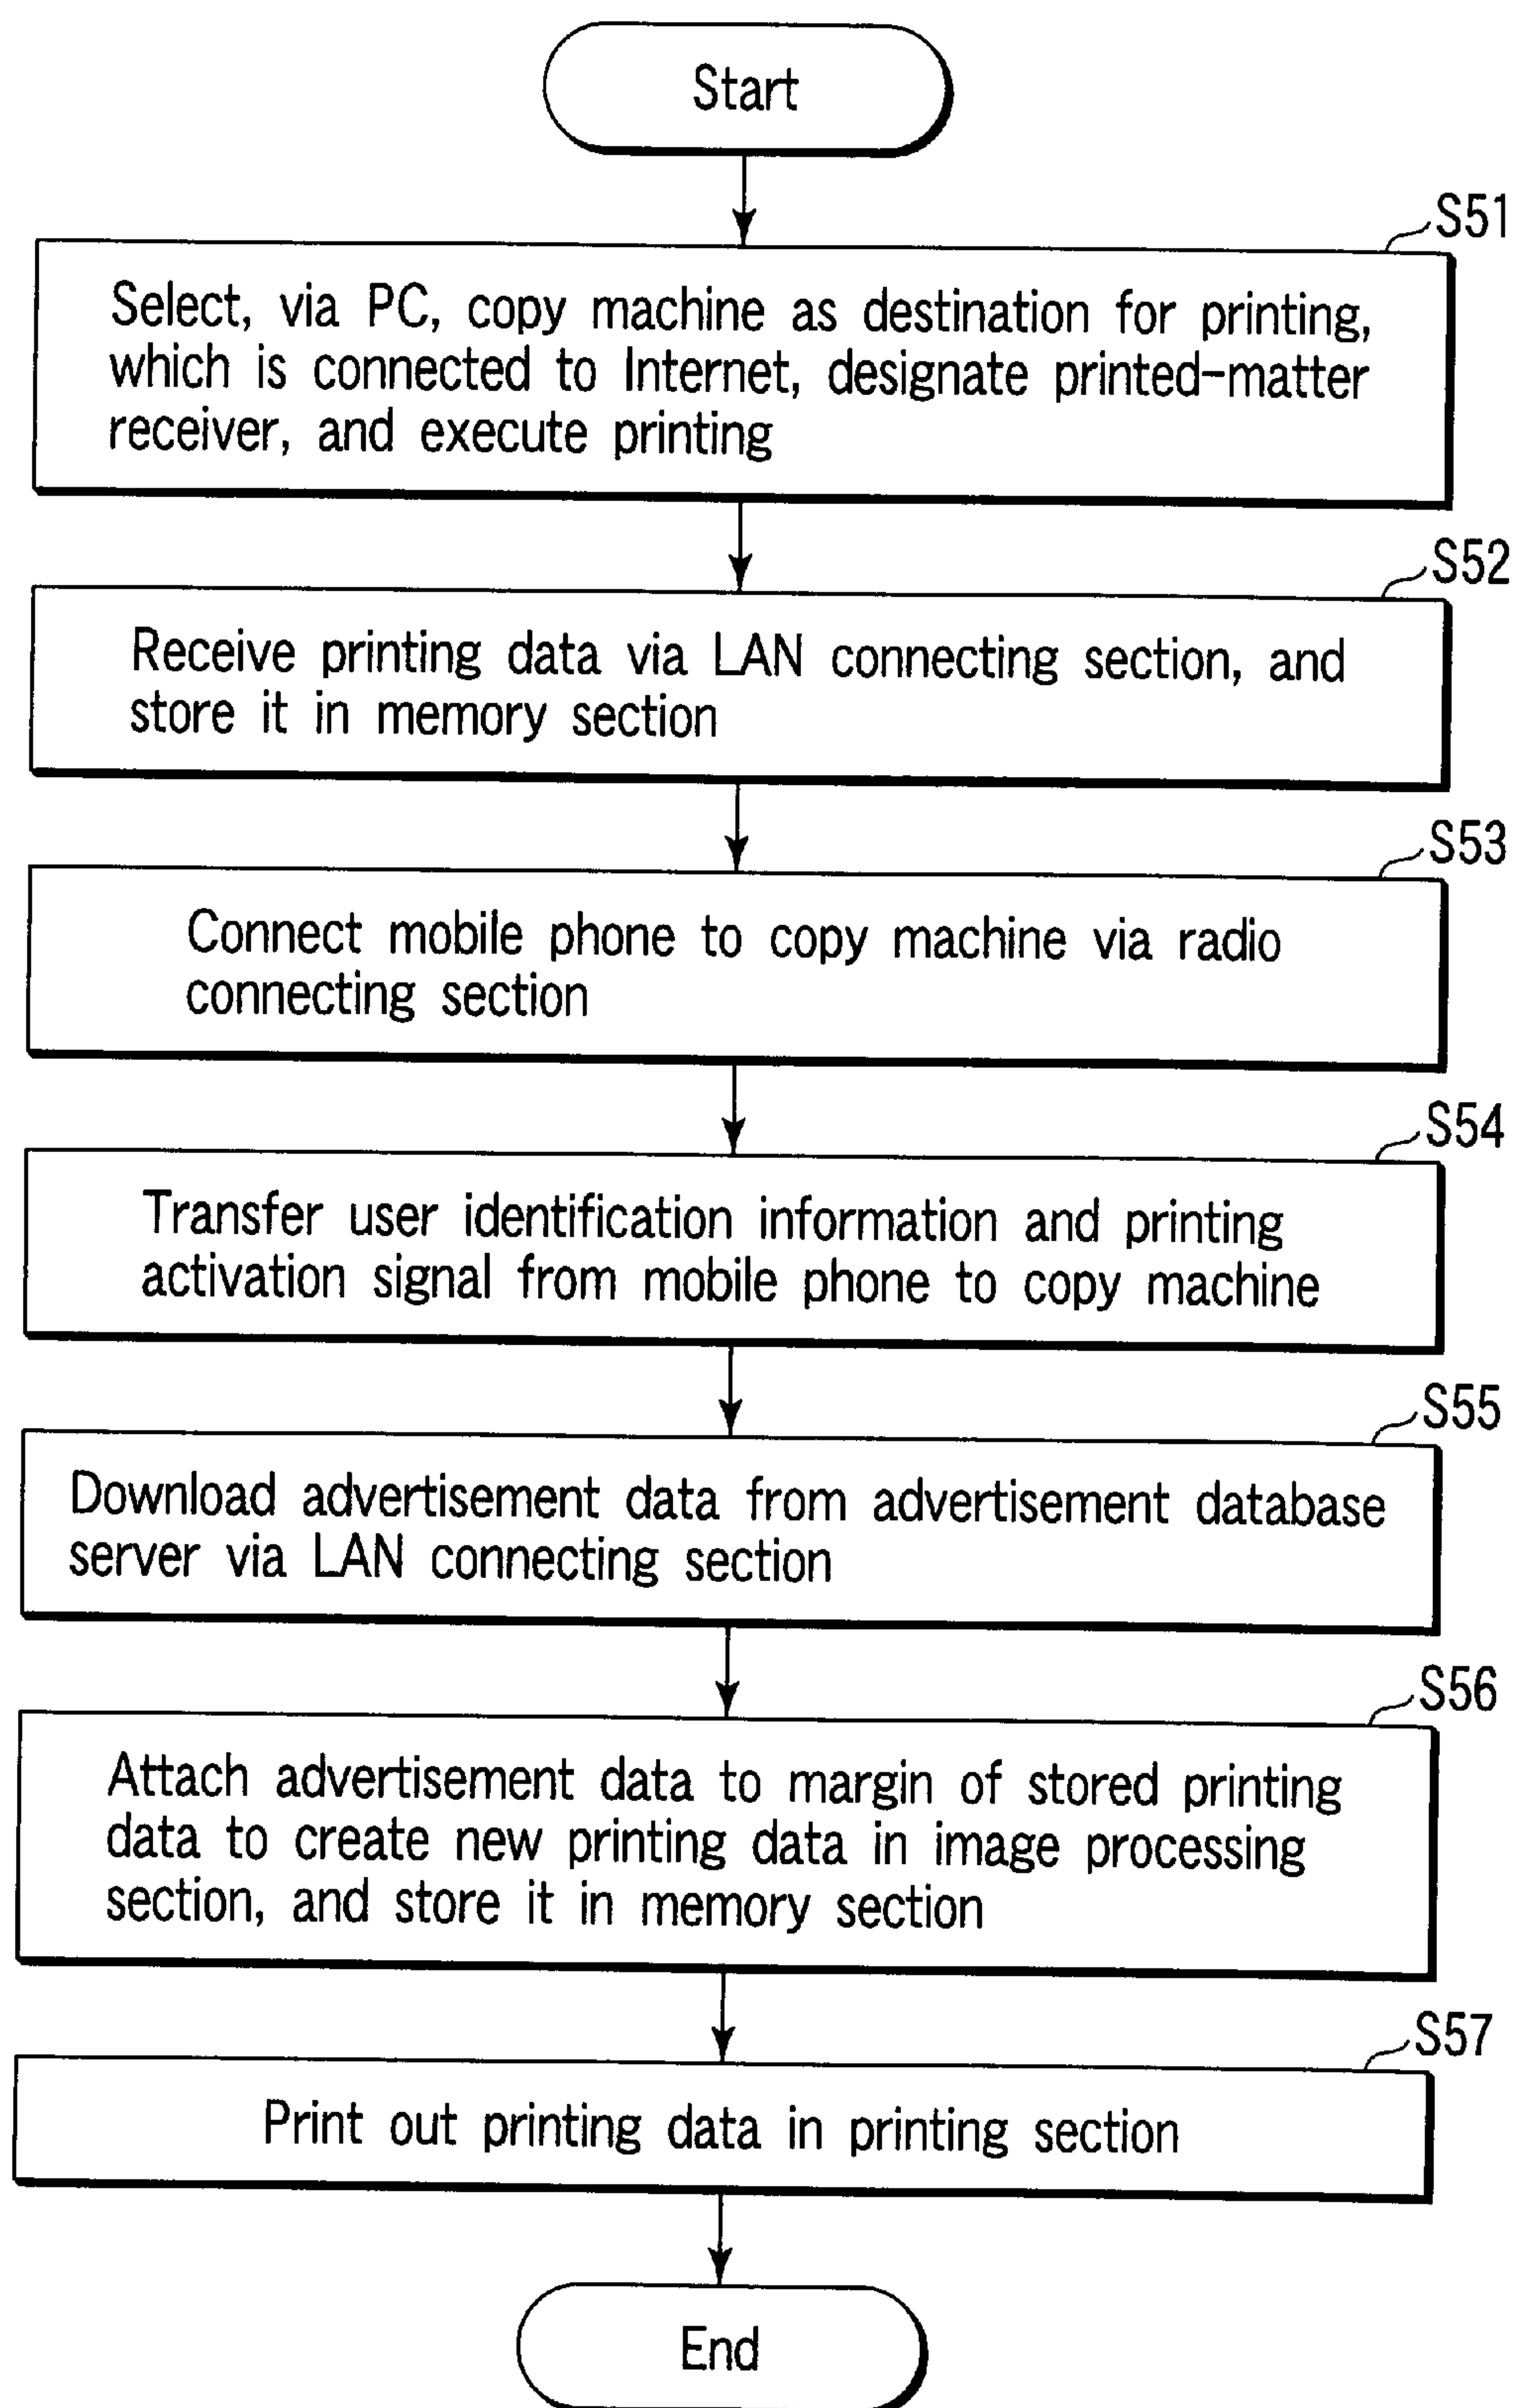 Start
S51
Select, via PC, copy machine as destination for printing,
which is connected to Internet, designate printed-matter
receiver, and execute printing
S52
Receive printing data via LAN connecting section, and
store it in memory section
S53
Connect mobile phone to copy machine via radio
connecting section
S54
Transfer user identification information and printing
activation signal from mobile phone to copy machine
S55
Download advertisement data from advertisement database
server via LAN connecting section
S56
Attach advertisement data to margin of stored printing
data to create new printing data in image processing
section, and store it in memory section
S57
Print out printing data in printing section
End